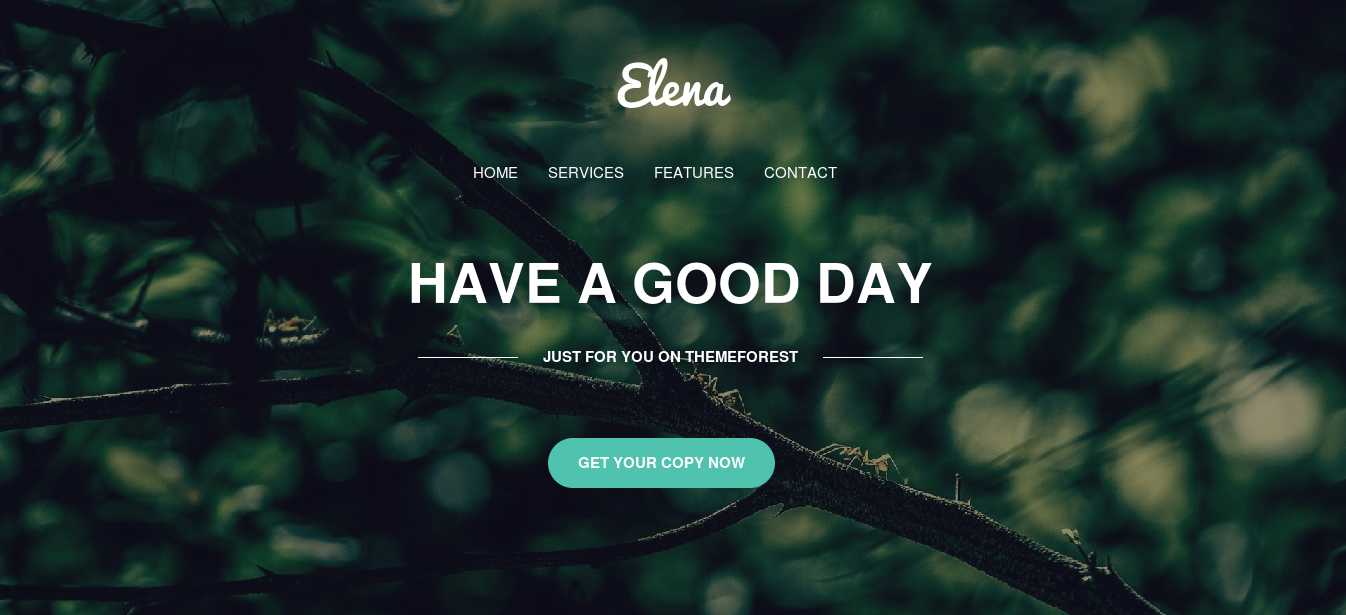 Elena
HOME SERVICES FEATURES CONTACT
HAVE A GOOD DAY
JUST FOR YOU ON THEMEFOREST
GET YOUR COPY NOW